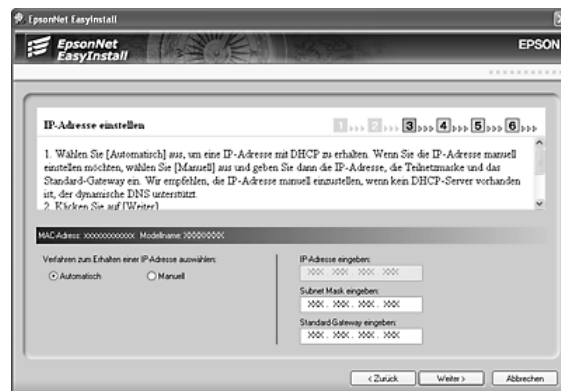 EpsonNet EasyInstall
EpsonNet
EasyInstall
EPSON
IP-Adresse einstellen
1 2 3 4 5 6
1. Wählen Sie [Automatisch] aus, um eine IP-Adresse mit DHCP zu erhalten. Wenn Sie die IP-Adresse manuell
einstellen möchten, wählen Sie [Manuell] aus und geben Sie dann die IP-Adresse, die Teilnetzmaske und das
Standard-Gateway ein. Wir empfehlen, die IP-Adresse manuell einzustellen, wenn kein DHCP-Server vorhanden
ist, der dynamische DNS unterstützt.
2. Klicken Sie auf [Weiter]
MAC-Adress: XXXXXXXXXXXX Modellname: XXXXXXXX
Verfahren zum Erhalten einer IP-Adresse auswählen:
Automatisch
Manuell
IP-Adresse eingeben:
XXX . XXX . XXX . XXX
Subnet Mask eingeben:
XXX . XXX . XXX . XXX
Standard-Gateway eingeben:
XXX . XXX . XXX . XXX
< Zurück
Weiter >
Abbrechen